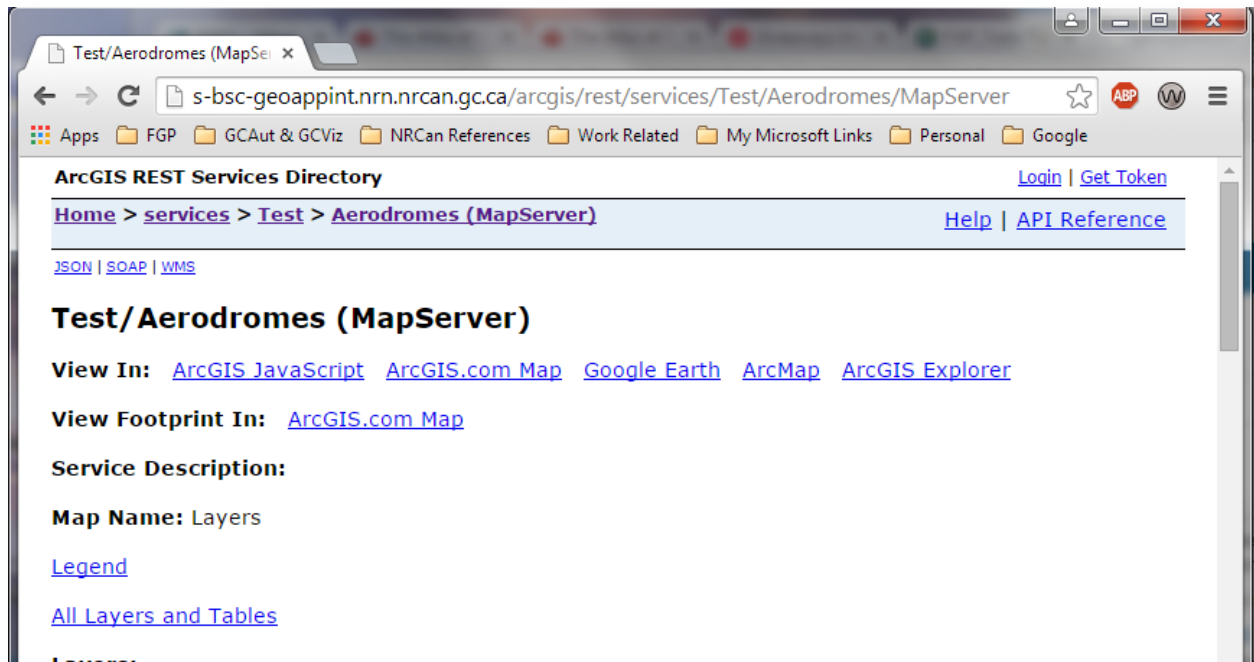 Test/Aerodromes (MapSe
s-bsc-geoappint.nrn.nrcan.gc.ca/arcgis/rest/services/Test/Aerodromes/MapServer ABP
Apps FGP GCAut & GCViz NRCan References Work Related My Microsoft Links Personal Google
ArcGIS REST Services Directory Login | Get Token
Home > services > Test > Aerodromes (MapServer) Help | API Reference
JSON | SOAP | WMS
Test/Aerodromes (MapServer)
View In: ArcGIS JavaScript ArcGIS.com Map Google Earth ArcMap ArcGIS Explorer
View Footprint In: ArcGIS.com Map
Service Description:
Map Name: Layers
Legend
All Layers and Tables